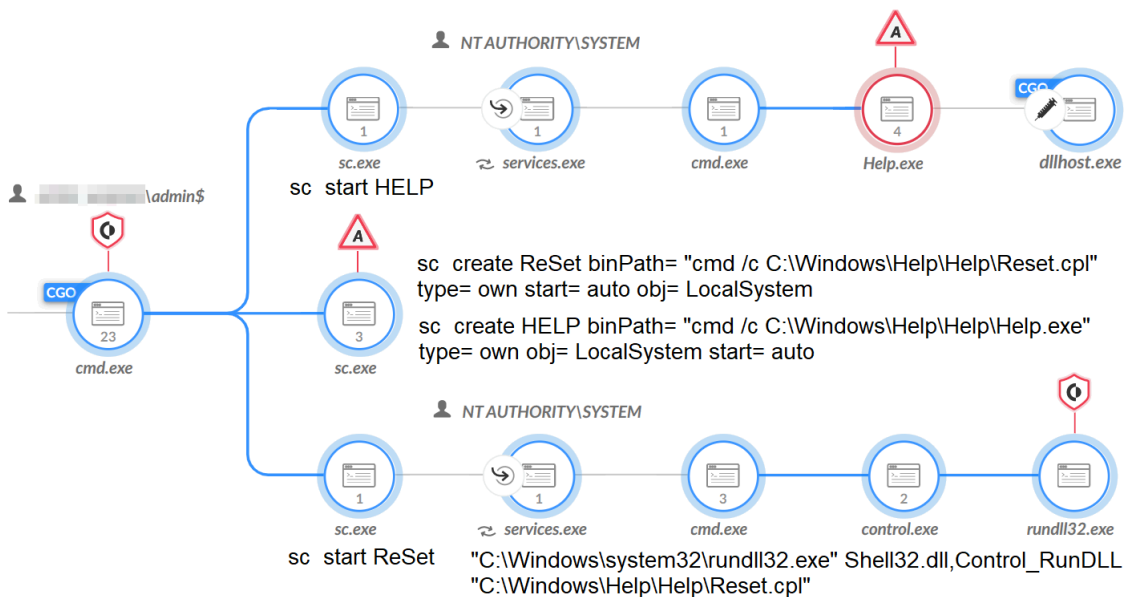 NT AUTHORITY\SYSTEM
A
CGO
1
1
1
4
sc.exe
services.exe
cmd.exe
Help.exe
dllhost.exe
sc start HELP
\admin$
A
CGO
23
3
cmd.exe
sc.exe
sc create ReSet binPath= "cmd /c C:\Windows\Help\Help\Reset.cpl"
type= own start= auto obj= LocalSystem
sc create HELP binPath= "cmd /c C:\Windows\Help\Help\Help.exe"
type= own obj= LocalSystem start= auto
NT AUTHORITY\SYSTEM
1
1
3
2
sc.exe
services.exe
cmd.exe
control.exe
rundll32.exe
sc start ReSet
"C:\Windows\system32\rundll32.exe" Shell32.dll,Control_RunDLL
"C:\Windows\Help\Help\Reset.cpl"